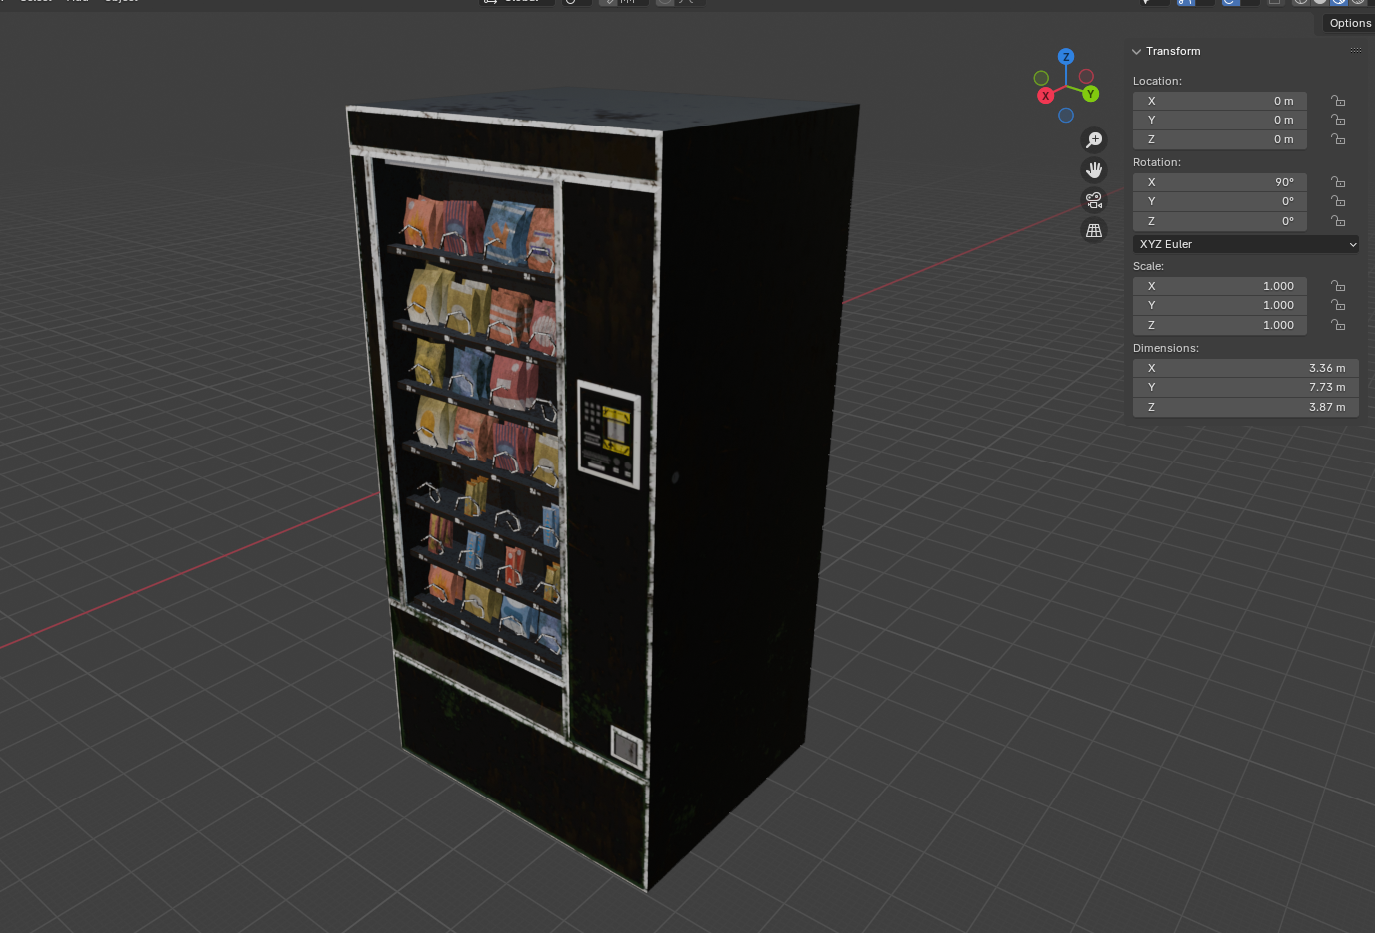 Options
Transform
Z
Y
X
Location:
X 0 m
Y 0 m
Z 0 m
Rotation:
X 90°
Y 0°
Z 0°
XYZ Euler
Scale:
X 1.000
Y 1.000
Z 1.000
Dimensions:
X 3.36 m
Y 7.73 m
Z 3.87 m